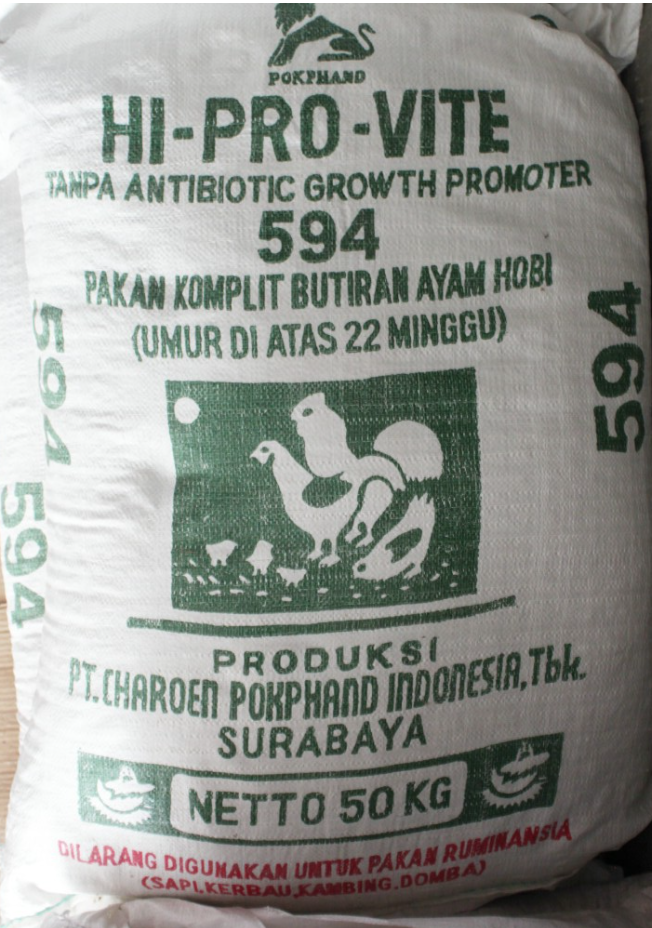 POKPHAND
HI-PRO-VITE
TANPA ANTIBIOTIC GROWTH PROMOTER
594
PAKAN KOMPLIT BUTIRAN AYAM HOBI
(UMUR DI ATAS 22 MINGGU)
594
594
594
PRODUKSI
PT. CHAROEN POKPHAND INDONESIA, Tbk.
SURABAYA
NETTO 50 KG
DILARANG DIGUNAKAN UNTUK PAKAN RUMINANSIA
(SAPI,KERBAU,KAMBING,DOMBA)